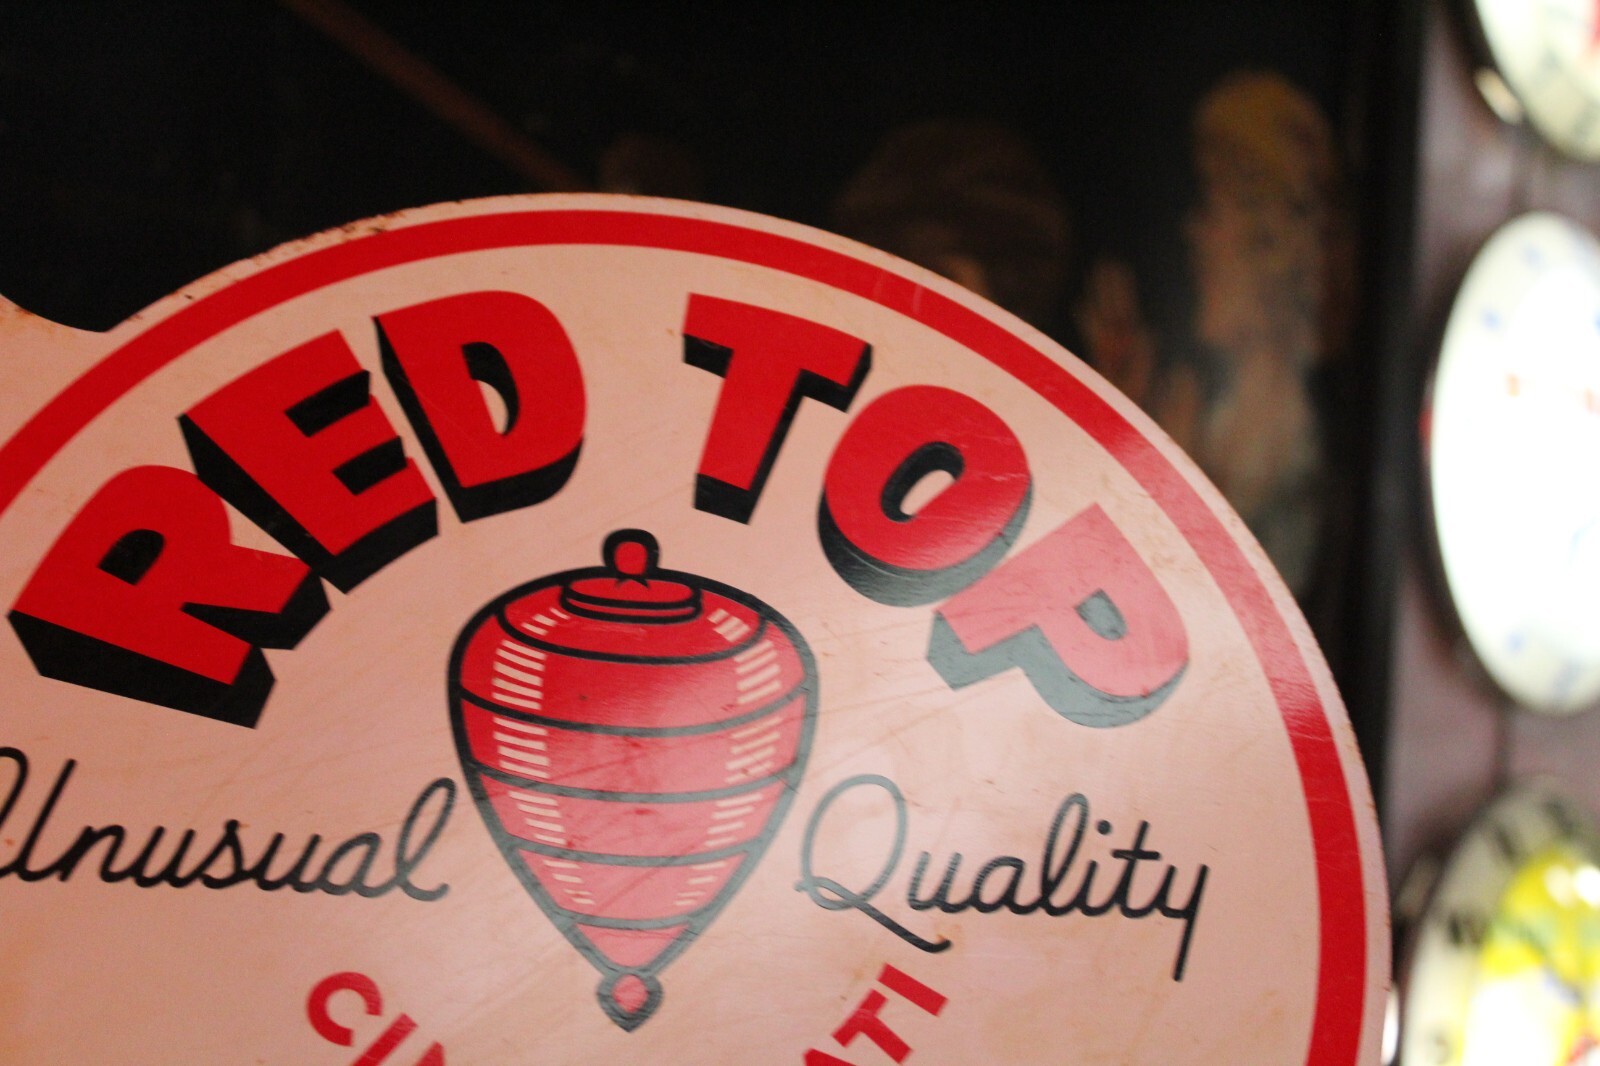 RED TOP
Unusual Quality